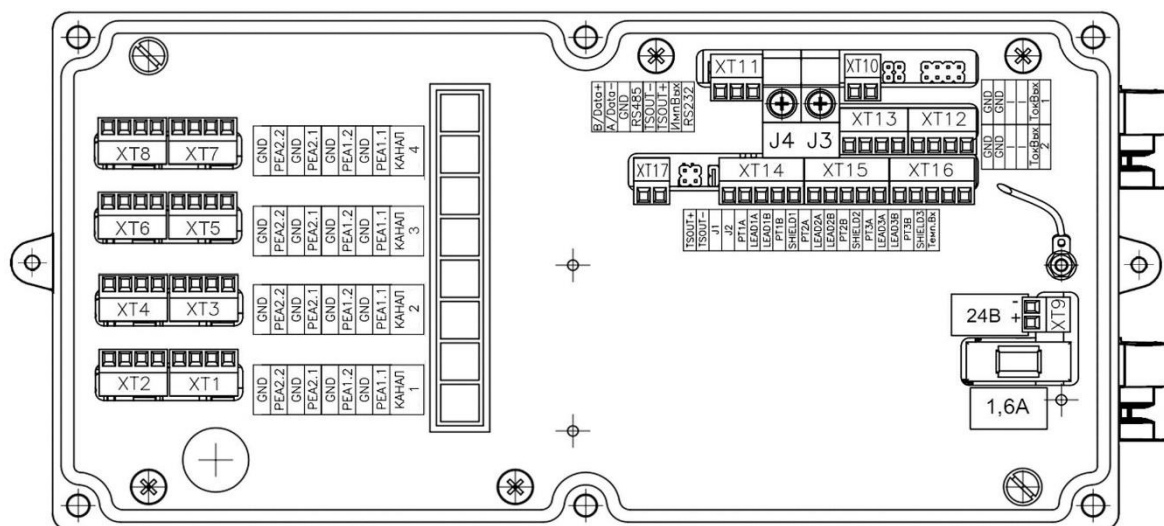 XT11
XT10
B/Data+
A/Data-
GND
RS485
TSOUT-
TSOUT+
ИмпВых
RS232
J4
J3
XT13
XT12
GND
GND
I
I
ТокВых
1
GND
GND
I
I
ТокВых
2
XT8
XT7
GND
PEA2.2
GND
PEA2.1
GND
PEA1.2
GND
PEA1.1
КАНАЛ
4
XT17
XT14
XT15
XT16
TSOUT+
TSOUT-
J1
J2
PT1A
LEAD1A
LEAD1B
PT1B
SHIELD1
PT2A
LEAD2A
LEAD2B
PT2B
SHIELD2
PT3A
LEAD3A
LEAD3B
PT3B
SHIELD3
Темп.Вх
XT6
XT5
GND
PEA2.2
GND
PEA2.1
GND
PEA1.2
GND
PEA1.1
КАНАЛ
3
XT4
XT3
GND
PEA2.2
GND
PEA2.1
GND
PEA1.2
GND
PEA1.1
КАНАЛ
2
24В - +
XT9
XT2
XT1
GND
PEA2.2
GND
PEA2.1
GND
PEA1.2
GND
PEA1.1
КАНАЛ
1
1,6А